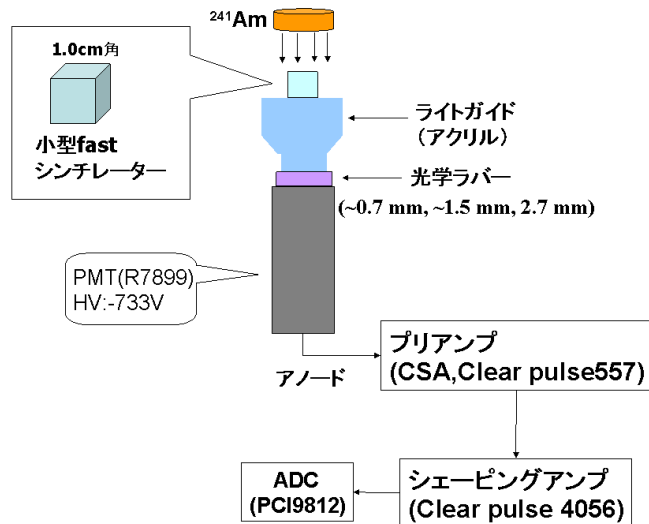 ²⁴¹Am
1.0cm角
小型fast
シンチレーター
ライトガイド
(アクリル)
光学ラバー
(~0.7 mm, ~1.5 mm, 2.7 mm)
PMT(R7899)
HV:-733V
アノード
プリアンプ
(CSA,Clear pulse557)
シェーピングアンプ
(Clear pulse 4056)
ADC
(PCI9812)